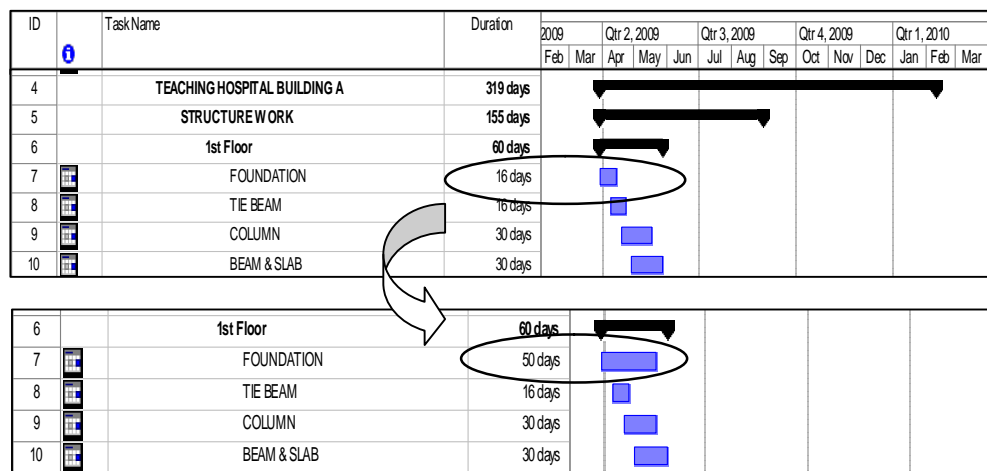 ID Task Name Duration 2009 Qtr 2, 2009 Qtr 3, 2009 Qtr 4, 2009 Qtr 1, 2010
Feb Mar Apr May Jun Jul Aug Sep Oct Nov Dec Jan Feb Mar
4 TEACHING HOSPITAL BUILDING A 319 days
5 STRUCTURE WORK 155 days
6 1st Floor 60 days
7 FOUNDATION 16 days
8 TIE BEAM 16 days
9 COLUMN 30 days
10 BEAM & SLAB 30 days
6 1st Floor 60 days
7 FOUNDATION 50 days
8 TIE BEAM 16 days
9 COLUMN 30 days
10 BEAM & SLAB 30 days